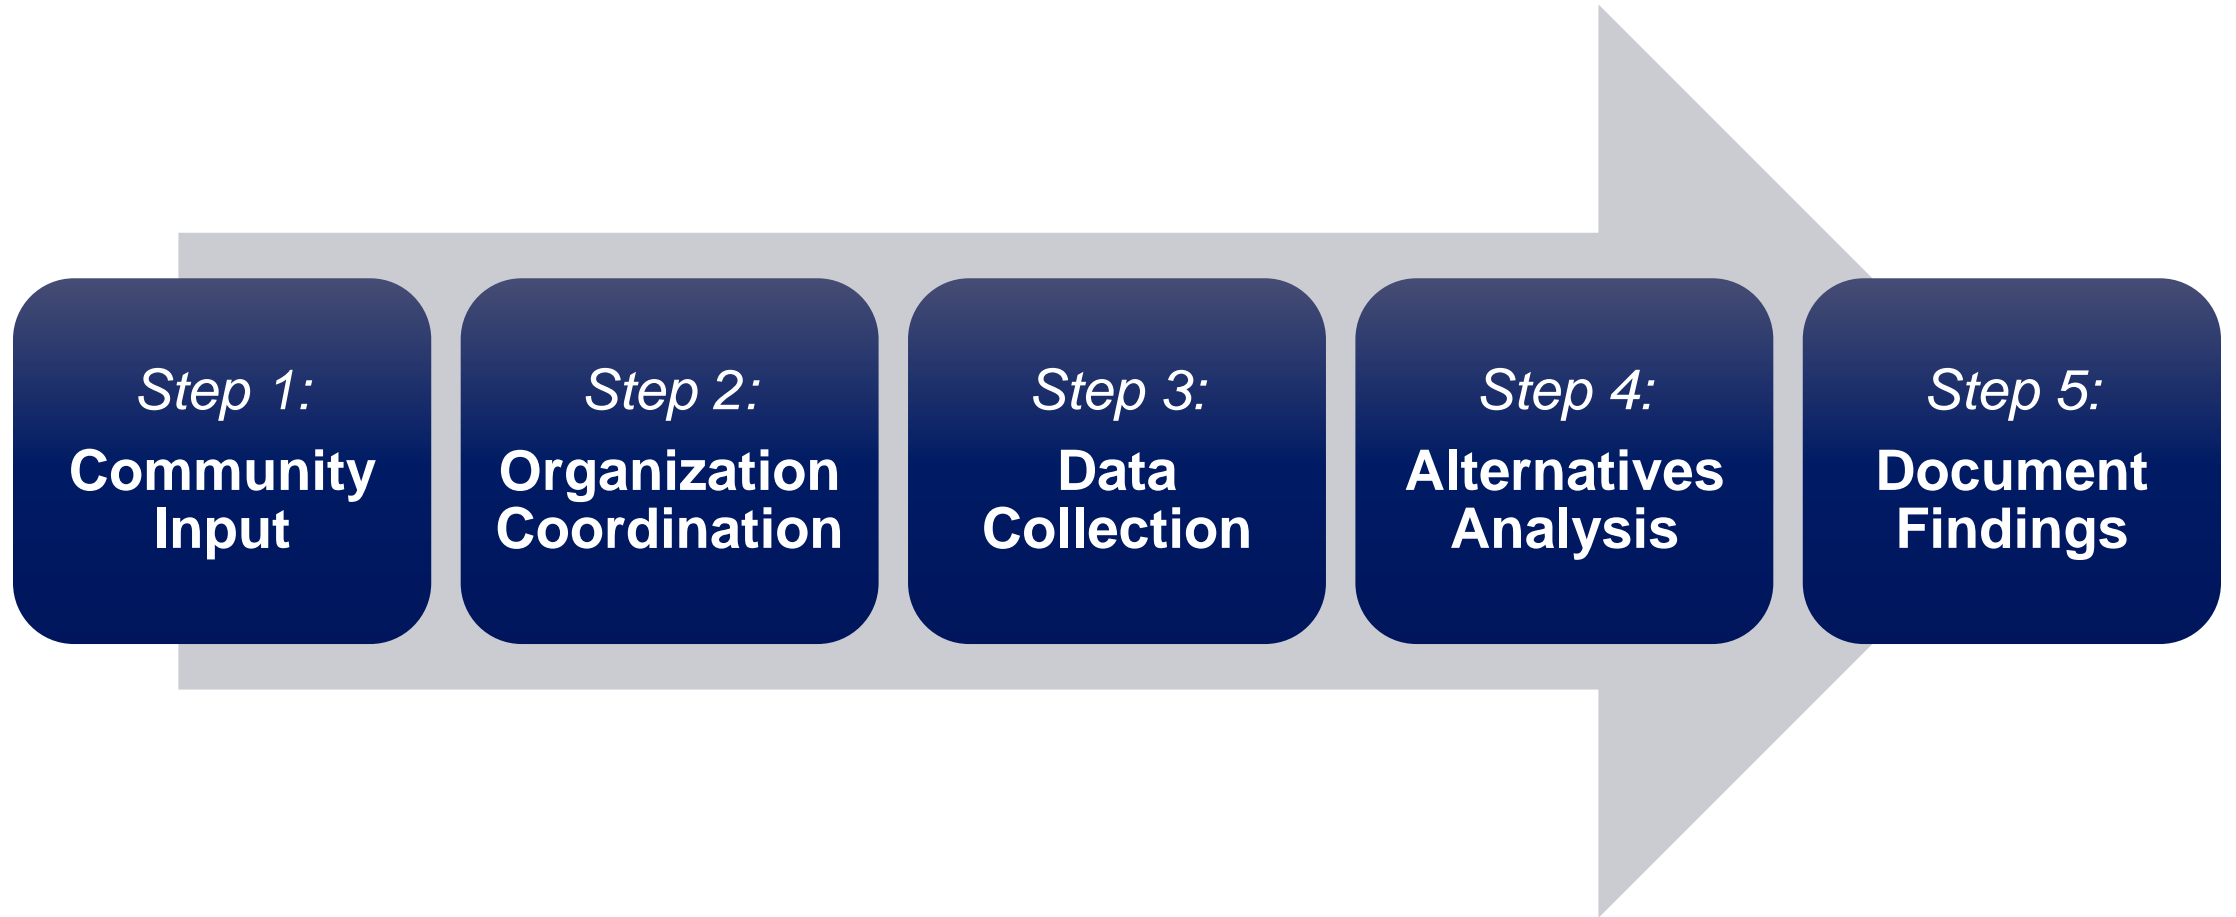 Step 1:
Community
Input
Step 2:
Organization
Coordination
Step 3:
Data
Collection
Step 4:
Alternatives
Analysis
Step 5:
Document
Findings